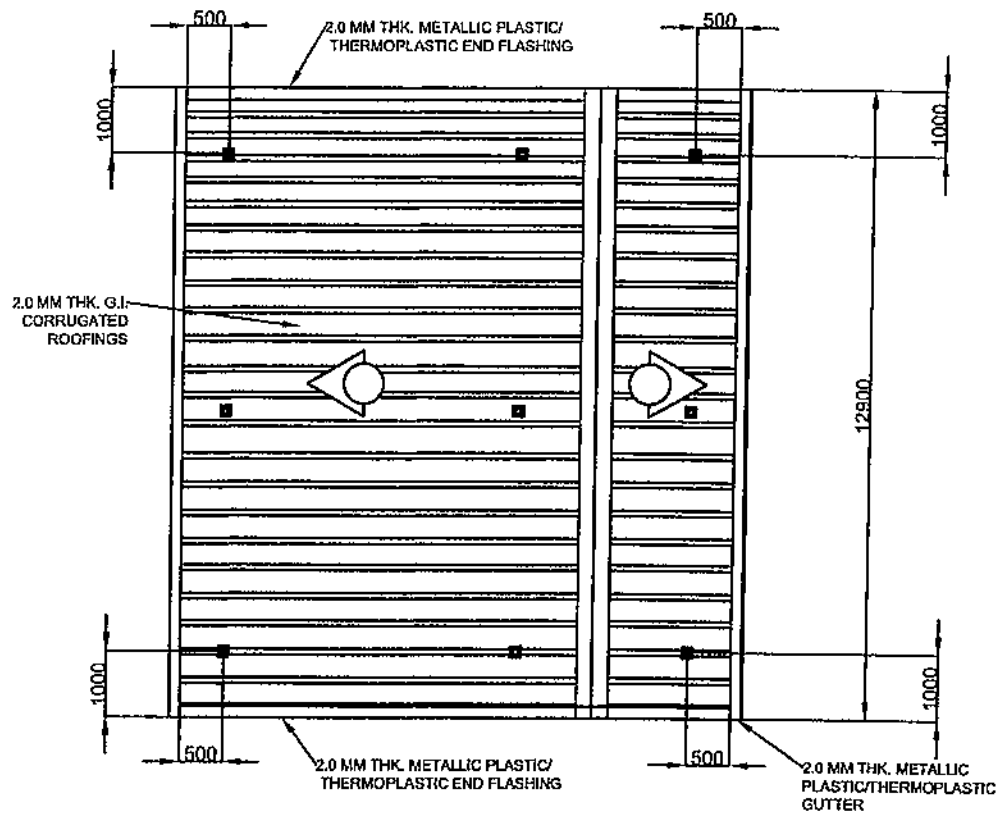 500
2.0 MM THK. METALLIC PLASTIC/
THERMOPLASTIC END FLASHING
500
1000
1000
2.0 MM THK. G.I.
CORRUGATED
ROOFINGS
12900
1000
1000
500
2.0 MM THK. METALLIC PLASTIC/
THERMOPLASTIC END FLASHING
500
2.0 MM THK. METALLIC
PLASTIC/THERMOPLASTIC
GUTTER